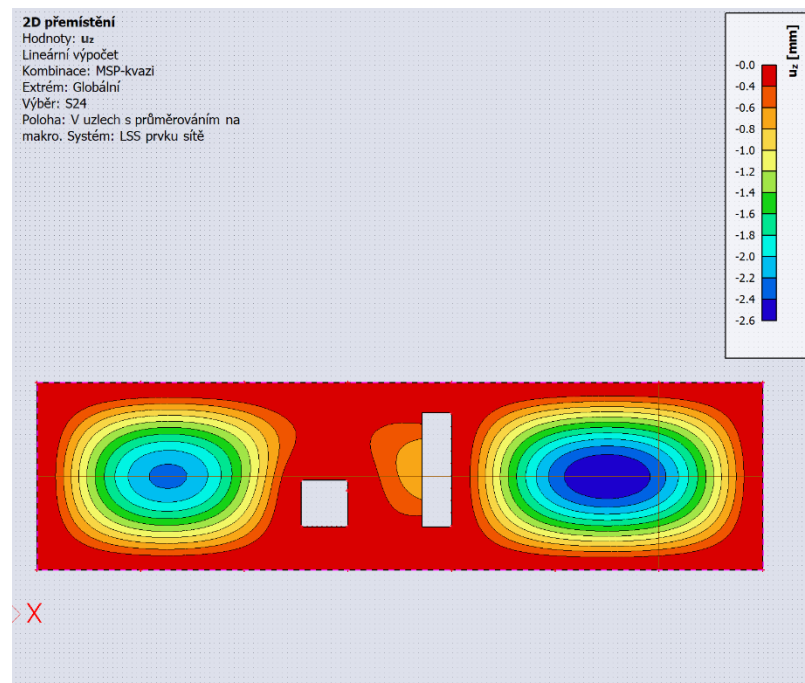 2D přemístění
Hodnoty: uz
Lineární výpočet
Kombinace: MSP-kvazi
Extrém: Globální
Výběr: S24
Poloha: V uzlech s průměrováním na
makro. Systém: LSS prvku sítě
uz [mm]
-0.0
-0.4
-0.6
-0.8
-1.0
-1.2
-1.4
-1.6
-1.8
-2.0
-2.2
-2.4
-2.6
X